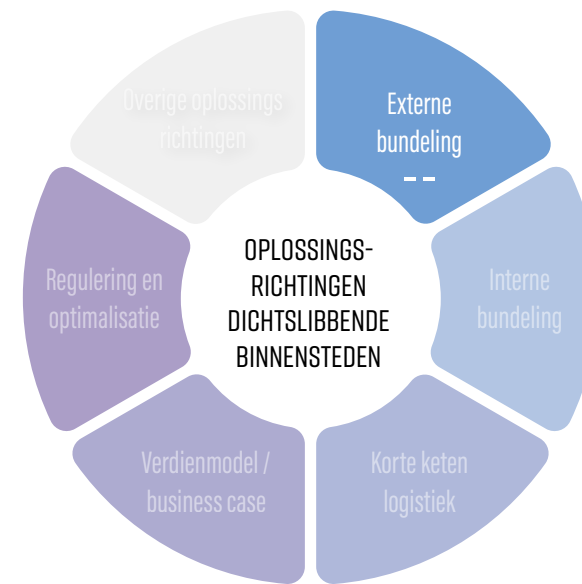 Overige oplossings
richtingen
Externe
bundeling
– –
Interne
bundeling
Korte keten
logistiek
Verdienmodel /
business case
Regulering en
optimalisatie
OPLOSSINGS-
RICHTINGEN
DICHTSLIBBENDE
BINNENSTEDEN